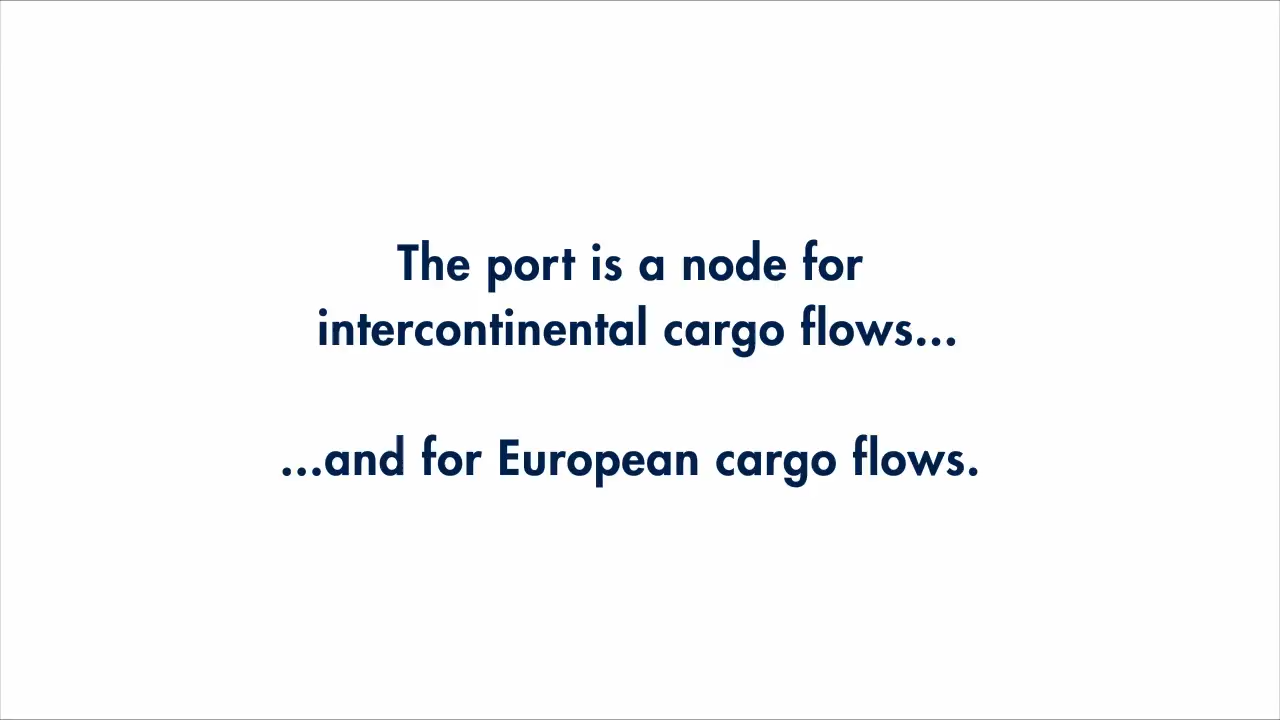 The port is a node for
intercontinental cargo flows...
...and for European cargo flows.